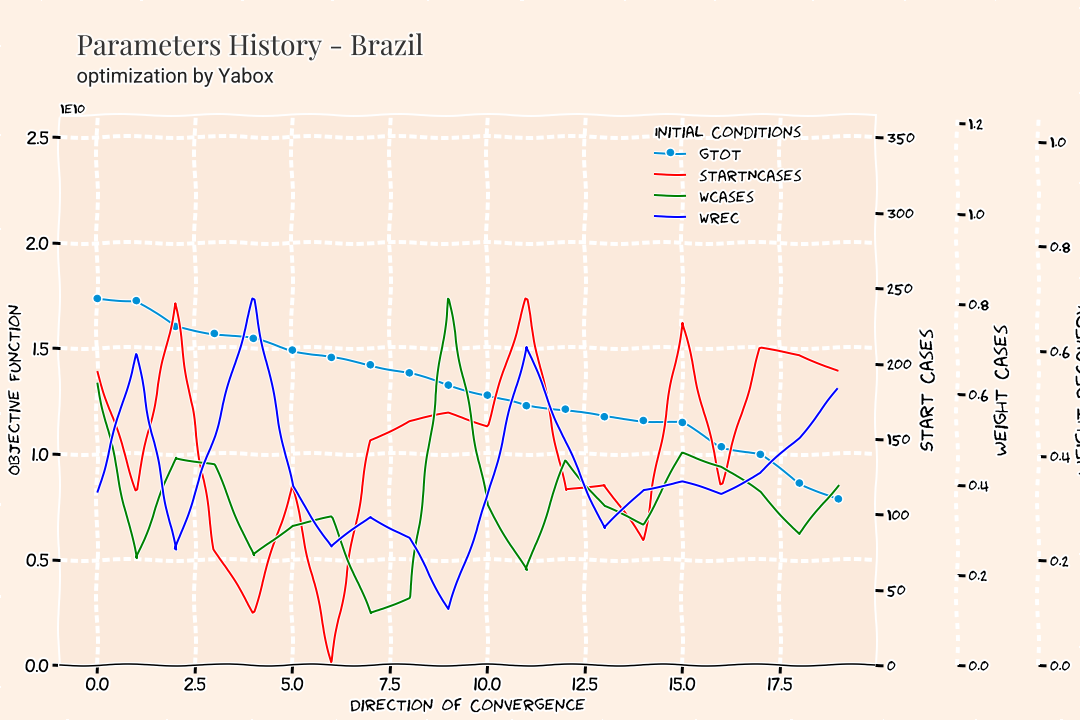 Parameters History - Brazil
optimization by Yabox
1E10
INITIAL CONDITIONS
GTOT
STARTNCASES
WCASES
WREC
2.5
2.0
1.5
1.0
0.5
0.0
OBJECTIVE FUNCTION
0.0 2.5 5.0 7.5 10.0 12.5 15.0 17.5
DIRECTION OF CONVERGENCE
350
300
250
200
150
100
50
0
START CASES
1.2
1.0
0.8
0.6
0.4
0.2
0.0
WEIGHT CASES
1.0
0.8
0.6
0.4
0.2
0.0